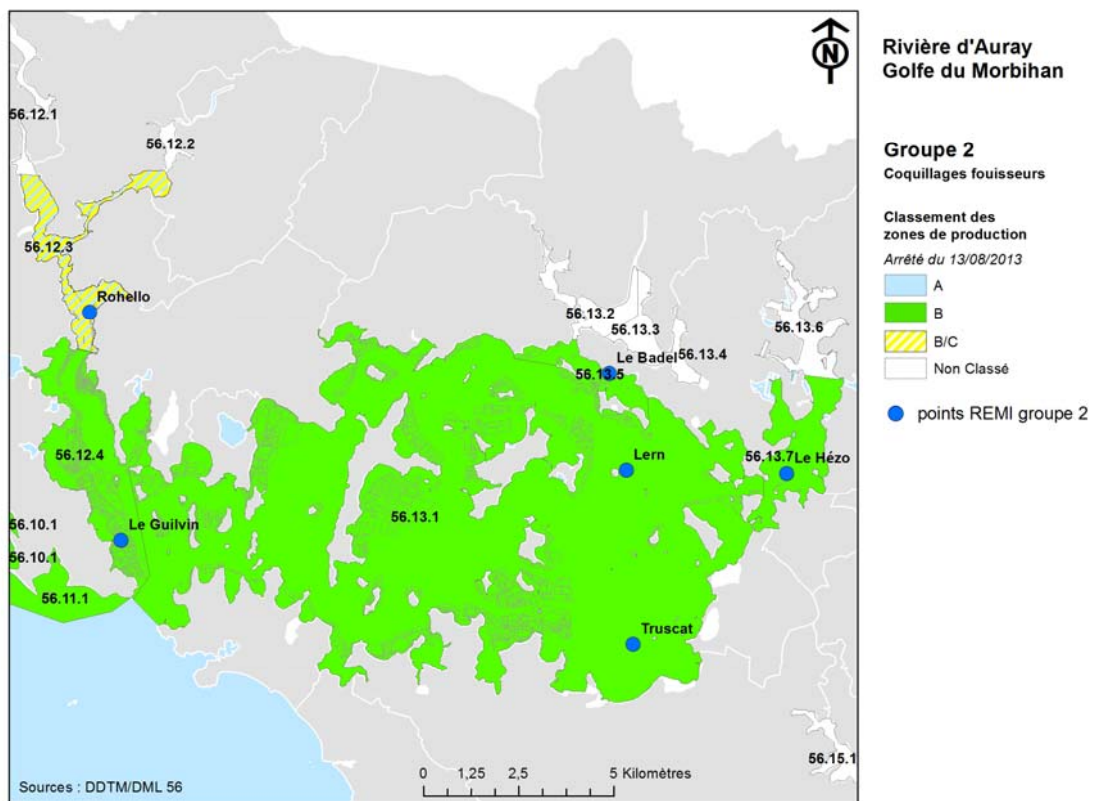 Rivière d'Auray
Golfe du Morbihan
Groupe 2
Coquillages fouisseurs
Classement des
zones de production
Arrêté du 13/08/2013
A
B
B/C
Non Classé
points REMI groupe 2
N
56.12.1
56.12.2
56.12.3
Rohello
56.13.2
56.13.3
56.13.6
56.13.4
Le Badel
56.13.5
56.12.4
Lern
56.13.7
Le Hézo
56.13.1
56.10.1
Le Guilvin
56.10.1
56.11.1
Truscat
56.15.1
Sources : DDTM/DML 56
0 1,25 2,5 5 Kilomètres